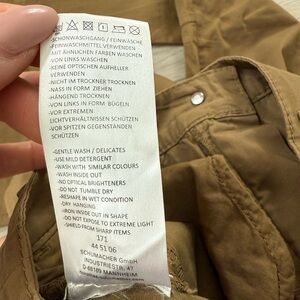 -SCHONWASCHGANG / FEINWÄSCHE
-FEINWASCHMITTEL VERWENDEN
-MIT ÄHNLICHEN FARBEN WASCHEN
-VON LINKS WASCHEN
-KEINE OPTISCHEN AUFHELLER
VERWENDEN
-NICHT IM TROCKNER TROCKNEN
-NASS IN FORM ZIEHEN
-HÄNGEND TROCKNEN
-VON LINKS IN FORM BÜGELN
-VOR EXTREMEN
LICHTVERHÄLTNISSEN SCHÜTZEN
-VOR SPITZEN GEGENSTÄNDEN
SCHÜTZEN
-GENTLE WASH / DELICATES
-USE MILD DETERGENT
-WASH WITH SIMILAR COLOURS
-WASH INSIDE OUT
-NO OPTICAL BRIGHTENERS
-DO NOT TUMBLE DRY
-RESHAPE IN WET CONDITION
-DRY HANGING
-IRON INSIDE OUT IN SHAPE
-DO NOT EXPOSE TO EXTREME LIGHT
-SHIELD FROM SHARP ITEMS
171
44 51 06
SCHUMACHER GmbH
INDUSTRIESTR. 47
D 68169 MANNHEIM